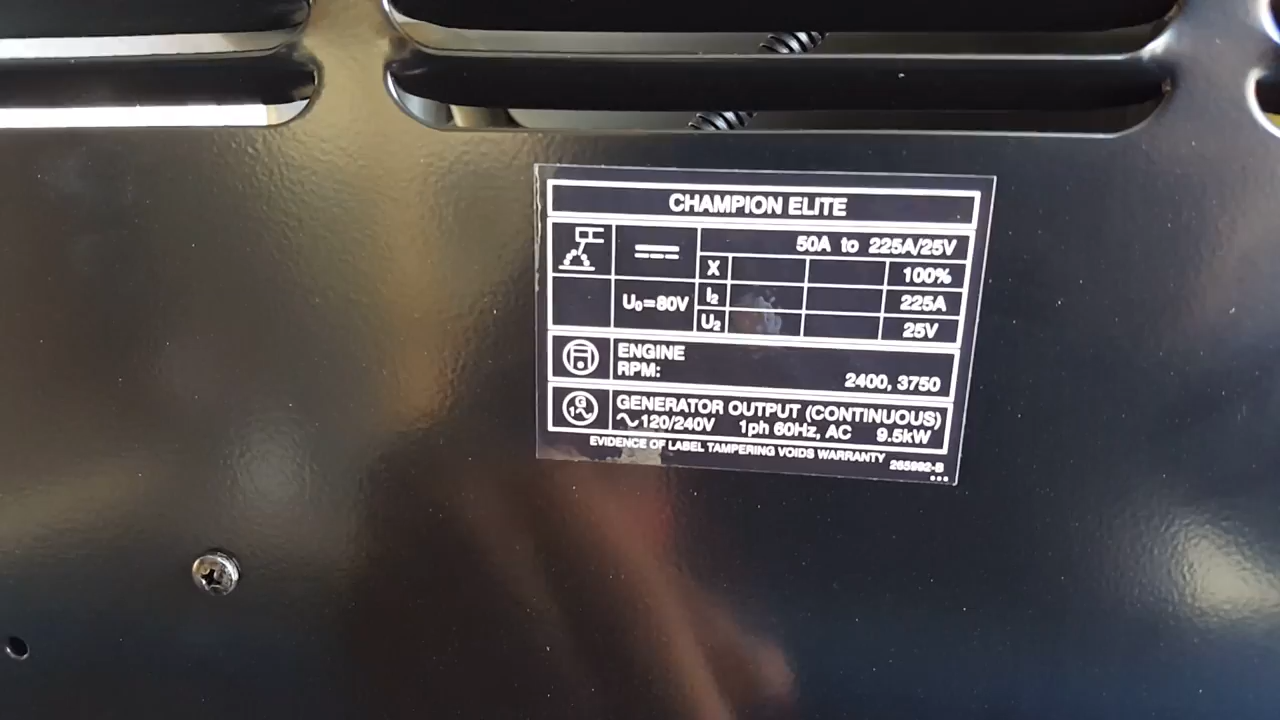 CHAMPION ELITE
50A to 225A/25V
X 100%
U₀=80V
I₂ 225A
U₂ 25V
ENGINE
RPM: 2400, 3750
G
1
GENERATOR OUTPUT (CONTINUOUS)
~120/240V 1ph 60Hz, AC 9.5kW
EVIDENCE OF LABEL TAMPERING VOIDS WARRANTY
265992-B